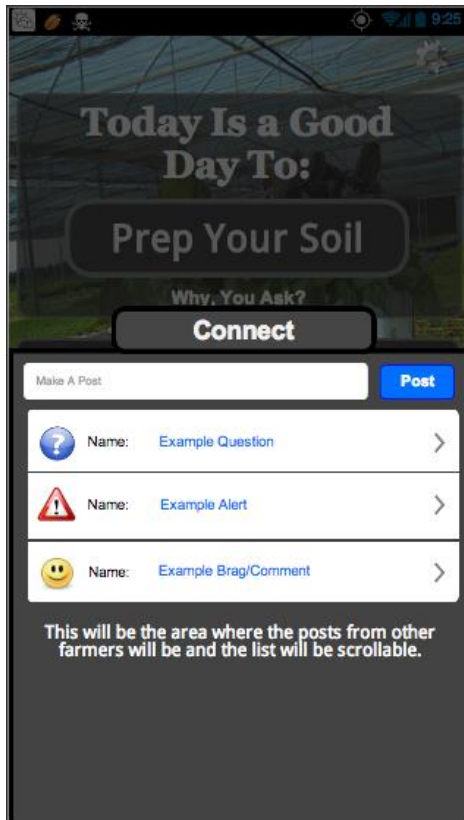 9:25
Today Is a Good
Day To:
Prep Your Soil
Why, You Ask?
Connect
Make A Post
Post
Name: Example Question
Name: Example Alert
Name: Example Brag/Comment
This will be the area where the posts from other
farmers will be and the list will be scrollable.